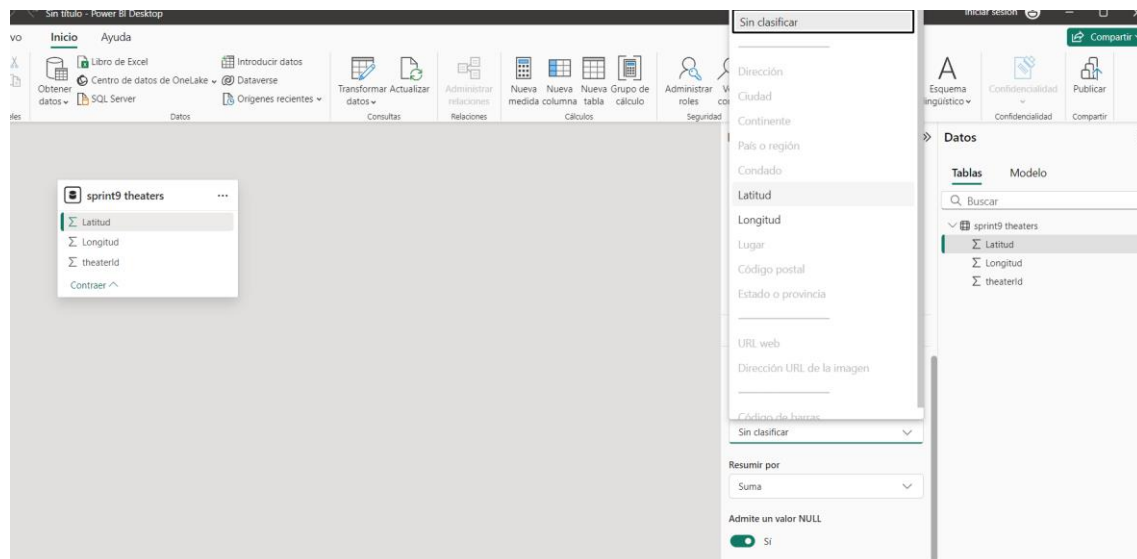 Sin título - Power BI Desktop
Iniciar sesión
vo Inicio Ayuda
Compartir
Obtener datos
Libro de Excel
Centro de datos de OneLake
SQL Server
Introducir datos
Dataverse
Orígenes recientes
Datos
Transformar datos
Actualizar
Consultas
Administrar relaciones
Relaciones
Nueva medida
Nueva columna
Nueva tabla
Grupo de cálculo
Cálculos
Administrar roles
Seguridad
Esquema lingüístico
Confidencialidad
Confidencialidad
Publicar
Compartir
sprint9 theaters
Latitud
Longitud
theaterId
Contraer
Sin clasificar
Dirección
Ciudad
Continente
País o región
Condado
Latitud
Longitud
Lugar
Código postal
Estado o provincia
URL web
Dirección URL de la imagen
Código de barras
Sin clasificar
Resumir por
Suma
Admite un valor NULL
Sí
Datos
Tablas Modelo
Buscar
sprint9 theaters
Latitud
Longitud
theaterId